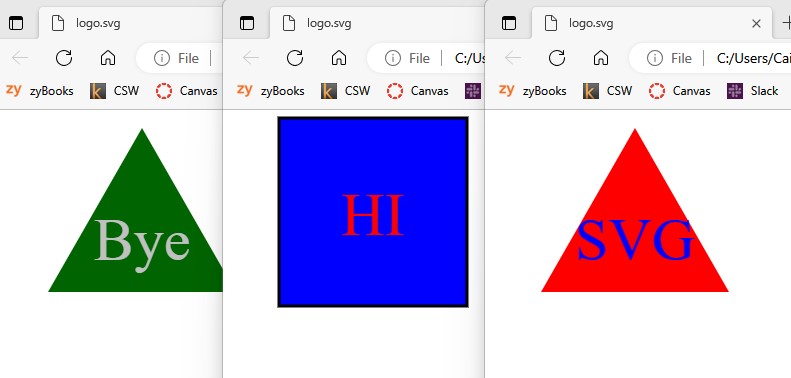 logo.svg
File
zy zyBooks k CSW Canvas
Bye
logo.svg
File C:/Us
zy zyBooks k CSW Canvas
HI
logo.svg
File C:/Users/Cai
zy zyBooks k CSW Canvas Slack
SVG